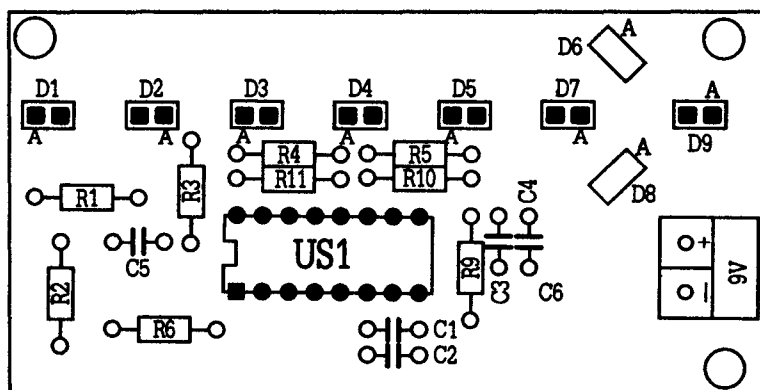 D6 A
D1 D2 D3 D4 D5 D7 A
A A A A A A D9
R4 R5 A
R11 R10 D8
R1 R3 C4
US1
C5 R9 +
R2 C3 C6 - 9V
R6 C1
C2